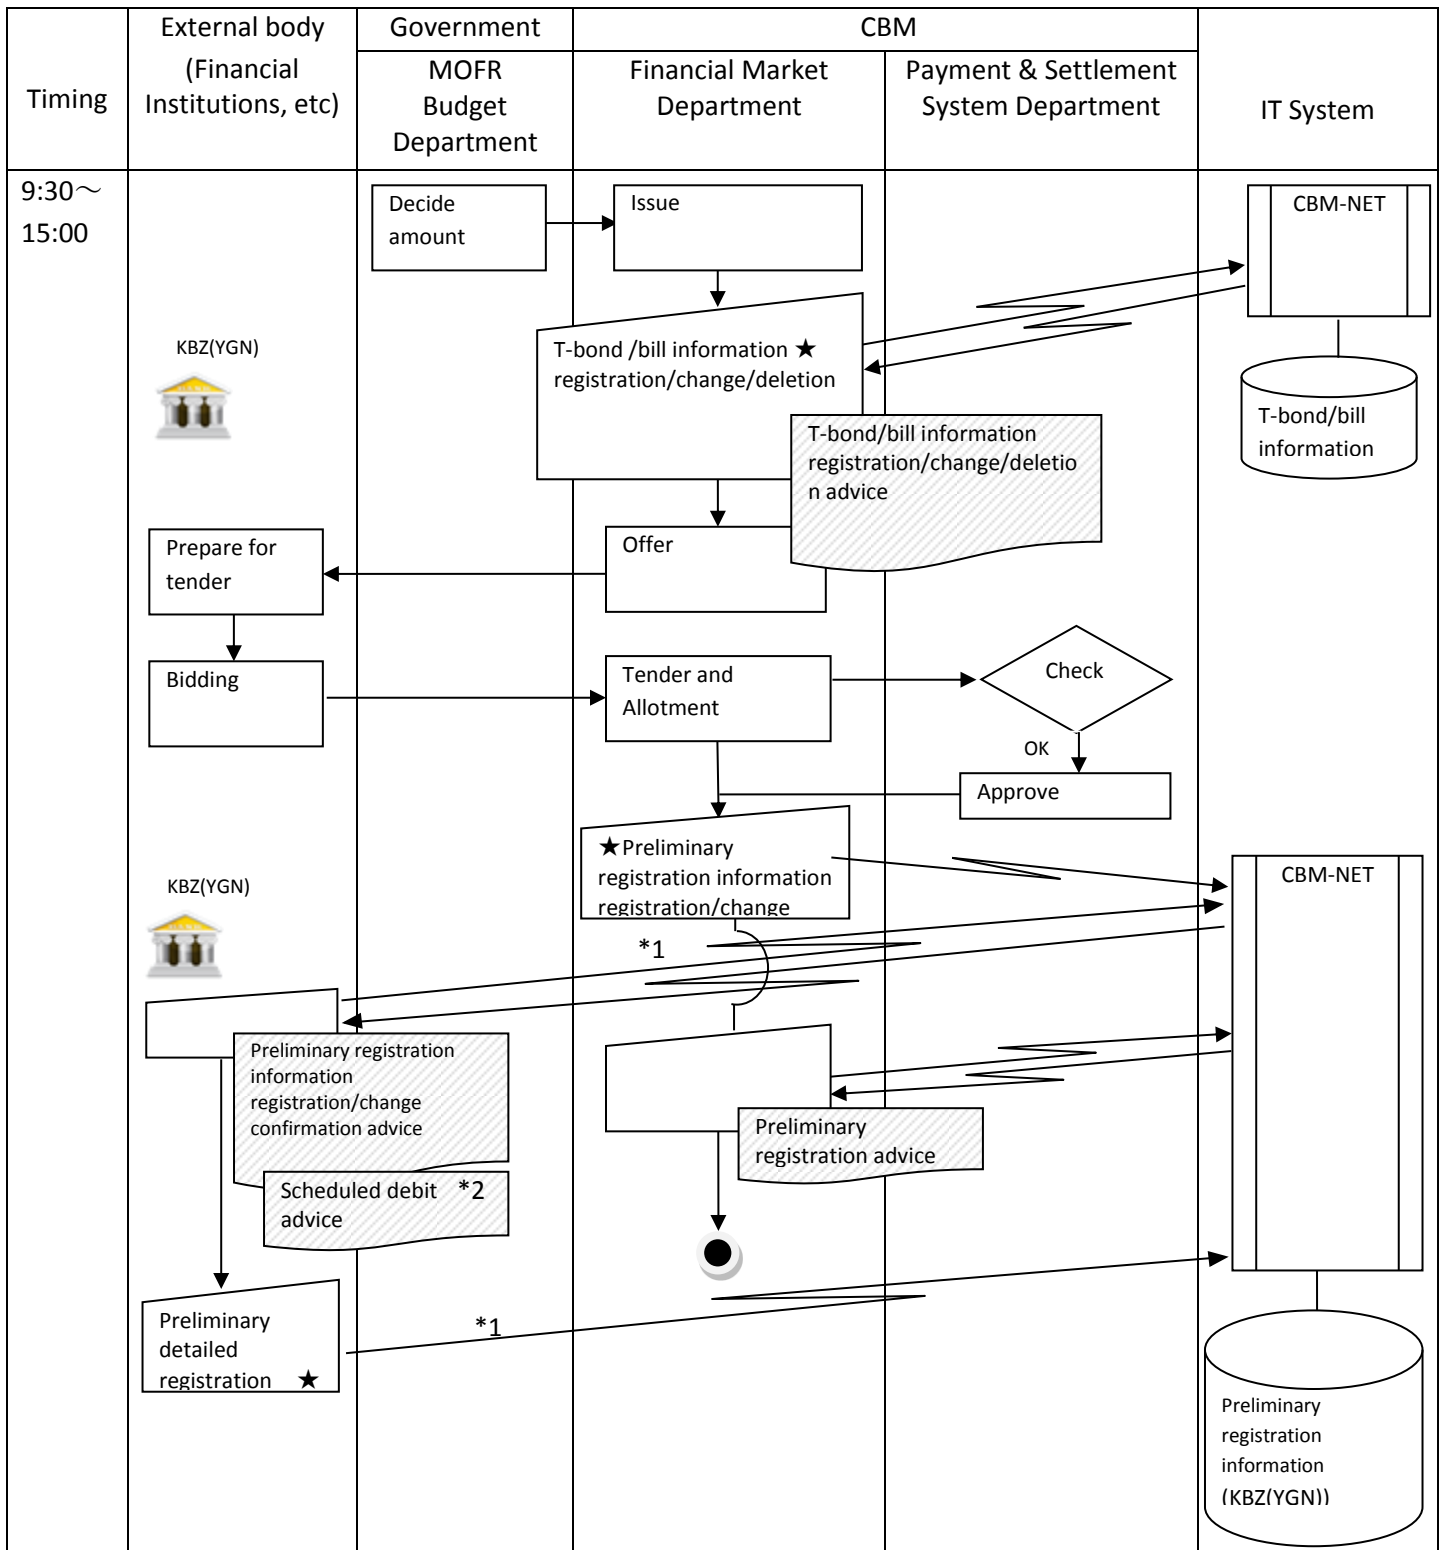 Timing
External body
(Financial
Institutions, etc)
Government
MOFR
Budget
Department
CBM
Financial Market
Department
Payment & Settlement
System Department
IT System
9:30～
15:00
Decide
amount
Issue
CBM-NET
KBZ(YGN)
T-bond /bill information ★
registration/change/deletion
T-bond/bill information
registration/change/deletio
n advice
T-bond/bill
information
Prepare for
tender
Offer
Bidding
Tender and
Allotment
Check
OK
Approve
★Preliminary
registration information
registration/change
CBM-NET
KBZ(YGN)
*1
Preliminary registration
information
registration/change
confirmation advice
Preliminary
registration advice
Scheduled debit *2
advice
Preliminary
detailed
registration ★
*1
Preliminary
registration
information
(KBZ(YGN))